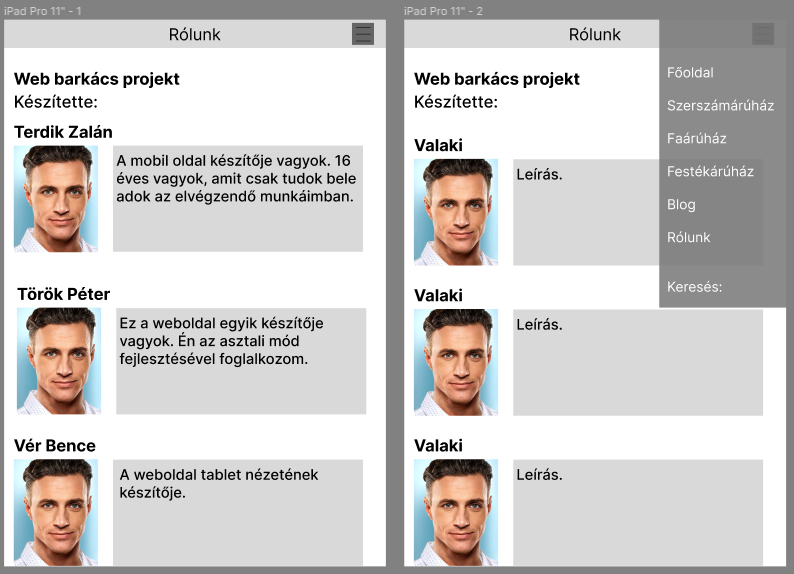 iPad Pro 11" - 1
Rólunk
Web barkács projekt
Készítette:
Terdik Zalán
A mobil oldal készítője vagyok. 16
éves vagyok, amit csak tudok bele
adok az elvégzendő munkáimban.
Török Péter
Ez a weboldal egyik készítője
vagyok. Én az asztali mód
fejlesztésével foglalkozom.
Vér Bence
A weboldal tablet nézetének
készítője.
iPad Pro 11" - 2
Rólunk
Web barkács projekt
Készítette:
Valaki
Leírás.
Valaki
Leírás.
Valaki
Leírás.
Főoldal
Szerszámárúház
Faárúház
Festékárúház
Blog
Rólunk
Keresés: